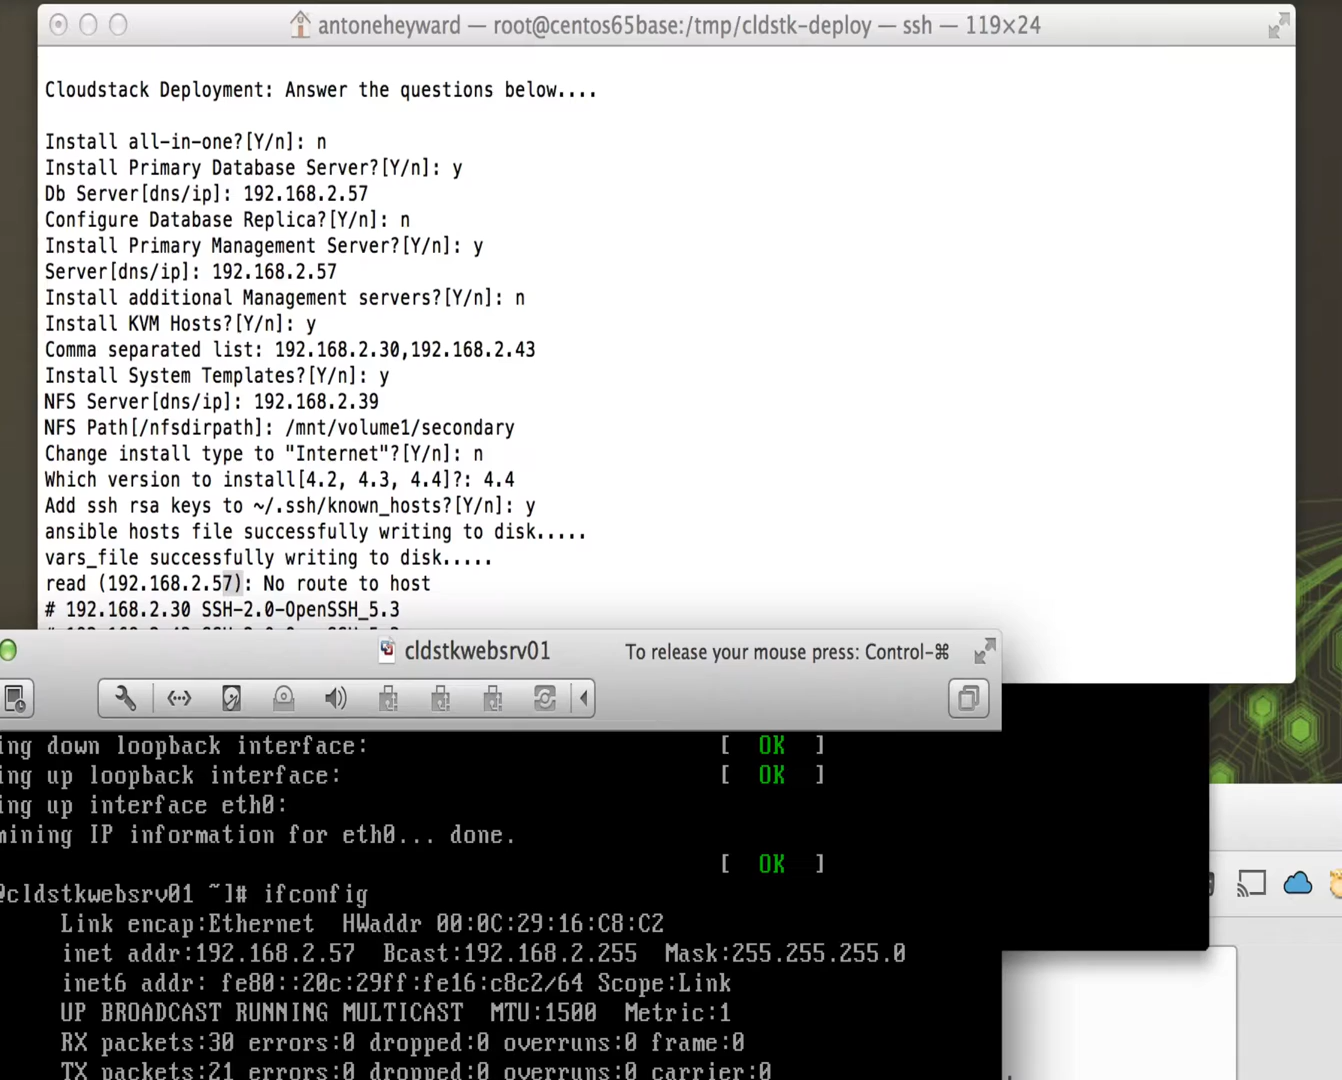 antoneheyward — root@centos65base:/tmp/cldstk-deploy — ssh — 119×24
Cloudstack Deployment: Answer the questions below....
Install all-in-one?[Y/n]: n
Install Primary Database Server?[Y/n]: y
Db Server[dns/ip]: 192.168.2.57
Configure Database Replica?[Y/n]: n
Install Primary Management Server?[Y/n]: y
Server[dns/ip]: 192.168.2.57
Install additional Management servers?[Y/n]: n
Install KVM Hosts?[Y/n]: y
Comma separated list: 192.168.2.30,192.168.2.43
Install System Templates?[Y/n]: y
NFS Server[dns/ip]: 192.168.2.39
NFS Path[/nfsdirpath]: /mnt/volume1/secondary
Change install type to "Internet"?[Y/n]: n
Which version to install[4.2, 4.3, 4.4]?: 4.4
Add ssh rsa keys to ~/.ssh/known_hosts?[Y/n]: y
ansible hosts file successfully writing to disk.....
vars_file successfully writing to disk.....
read (192.168.2.57): No route to host
# 192.168.2.30 SSH-2.0-OpenSSH_5.3
cldstkwebsrv01 To release your mouse press: Control-⌘
ing down loopback interface: [ OK ]
ing up loopback interface: [ OK ]
ing up interface eth0:
mining IP information for eth0... done.
[ OK ]
@cldstkwebsrv01 ~]# ifconfig
Link encap:Ethernet HWaddr 00:0C:29:16:C8:C2
inet addr:192.168.2.57 Bcast:192.168.2.255 Mask:255.255.255.0
inet6 addr: fe80::20c:29ff:fe16:c8c2/64 Scope:Link
UP BROADCAST RUNNING MULTICAST MTU:1500 Metric:1
RX packets:30 errors:0 dropped:0 overruns:0 frame:0
TX packets:21 errors:0 dropped:0 overruns:0 carrier:0